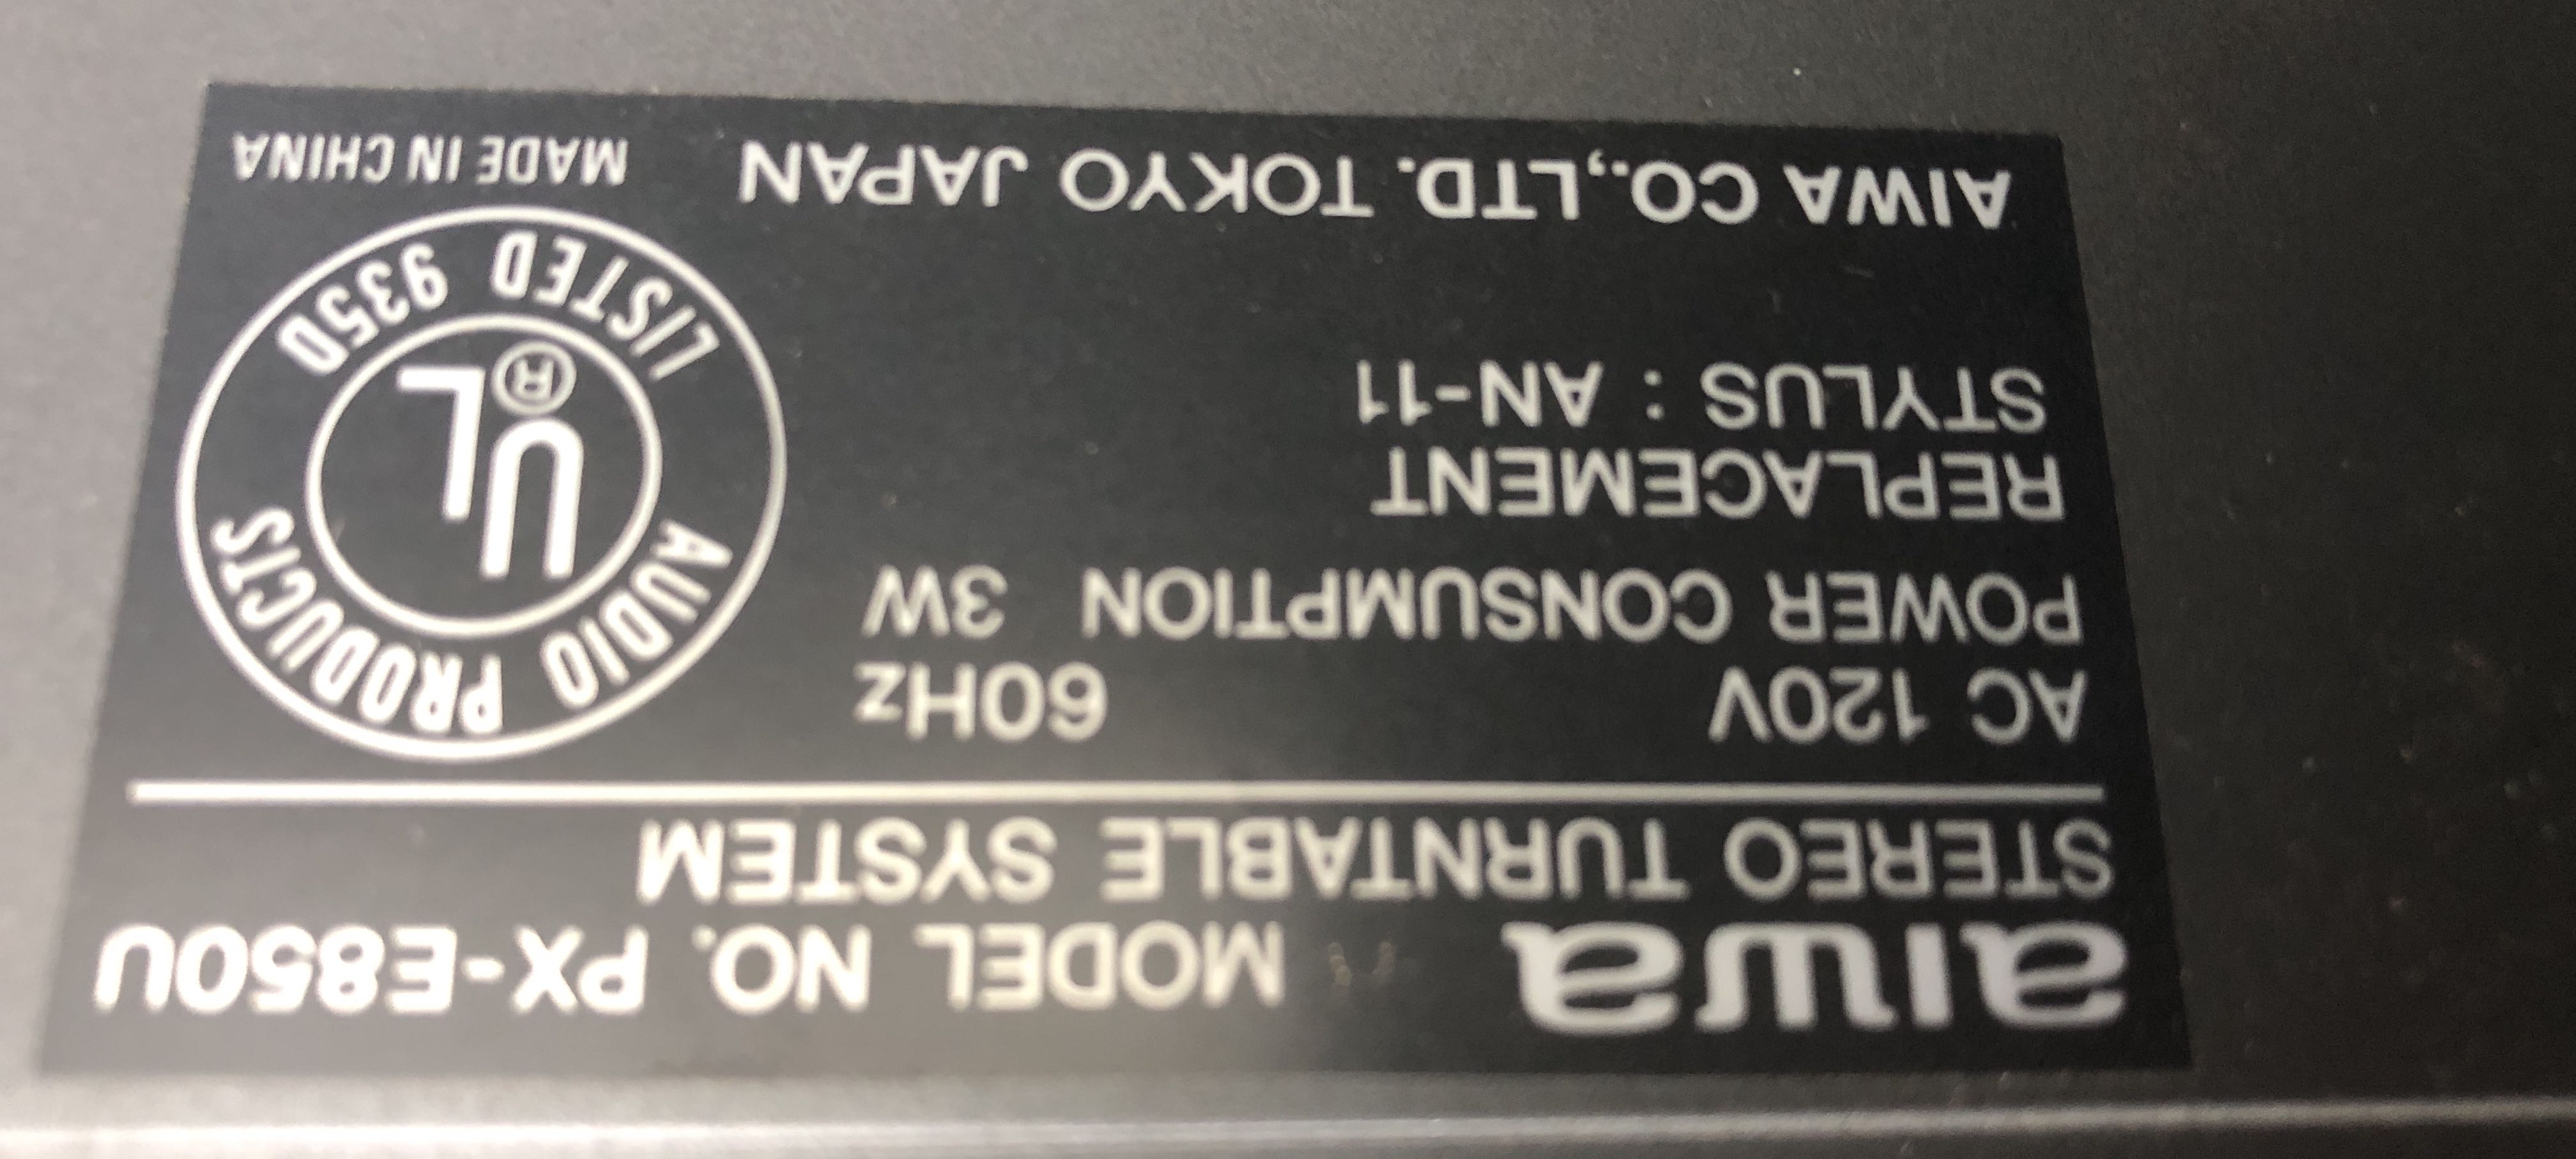 aiwa MODEL NO. PX-E850U
STEREO TURNTABLE SYSTEM
AC 120V 60Hz
POWER CONSUMPTION 3W
REPLACEMENT
STYLUS : AN-11
AIWA CO.,LTD. TOKYO JAPAN
AUDIO PRODUCTS
UL®
LISTED 9350
MADE IN CHINA